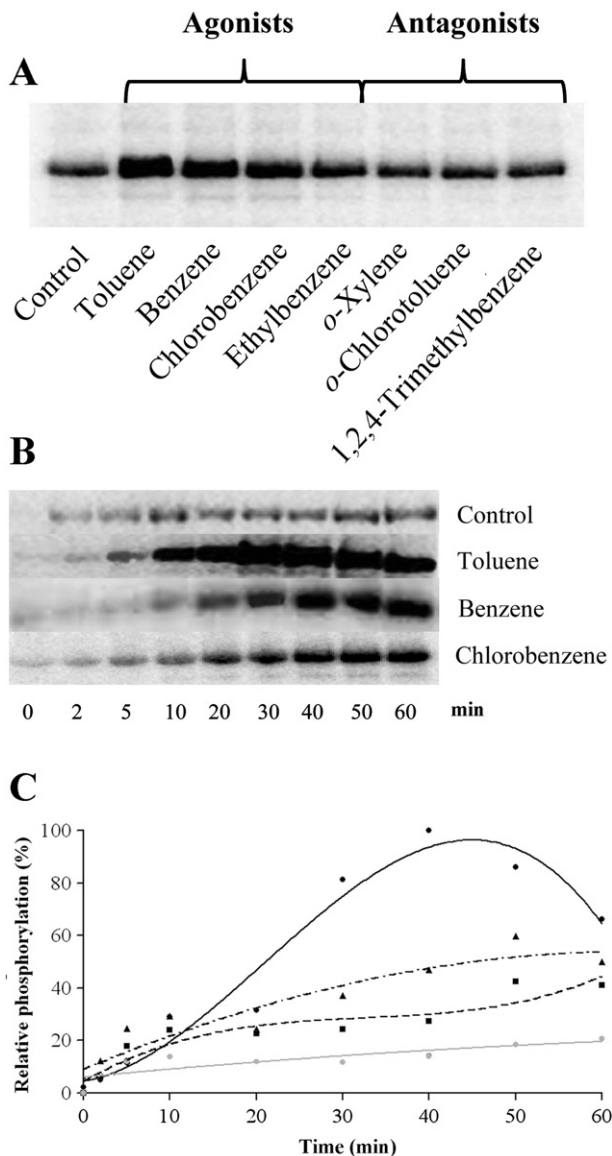 Agonists Antagonists
A
Control
Toluene
Benzene
Chlorobenzene
Ethylbenzene
o-Xylene
o-Chlorotoluene
1,2,4-Trimethylbenzene
B
Control
Toluene
Benzene
Chlorobenzene
0 2 5 10 20 30 40 50 60 min
C
Relative phosphorylation (%)
100
80
60
40
20
0
0 10 20 30 40 50 60
Time (min)